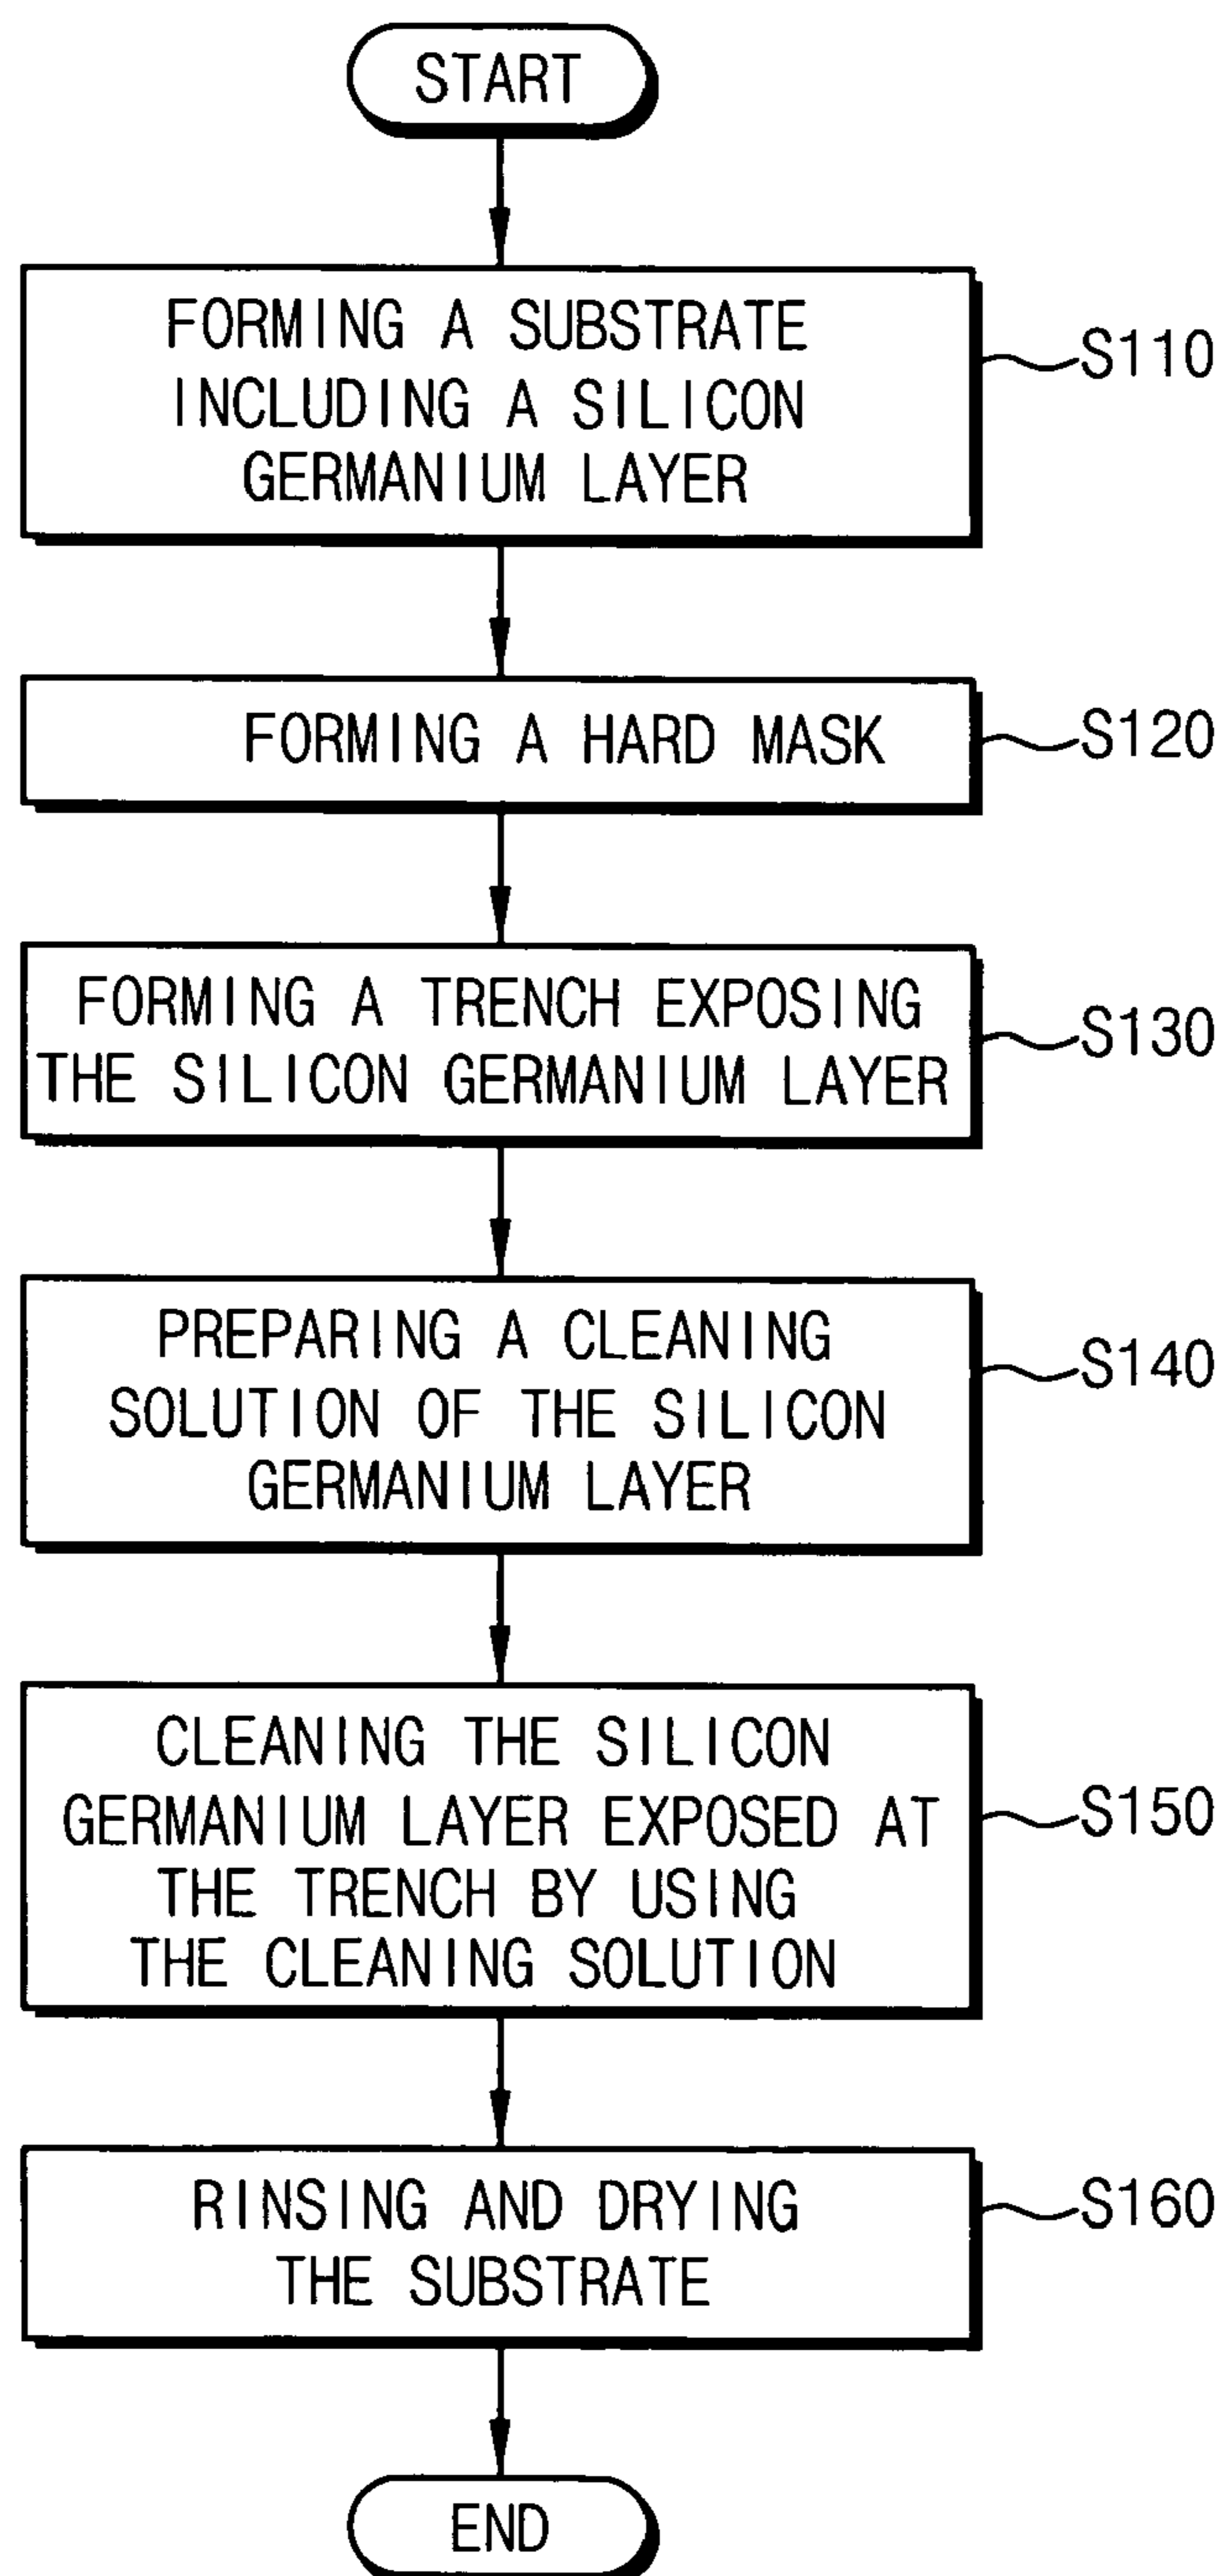 START
FORMING A SUBSTRATE
INCLUDING A SILICON
GERMANIUM LAYER
S110
FORMING A HARD MASK
S120
FORMING A TRENCH EXPOSING
THE SILICON GERMANIUM LAYER
S130
PREPARING A CLEANING
SOLUTION OF THE SILICON
GERMANIUM LAYER
S140
CLEANING THE SILICON
GERMANIUM LAYER EXPOSED AT
THE TRENCH BY USING
THE CLEANING SOLUTION
S150
RINSING AND DRYING
THE SUBSTRATE
S160
END